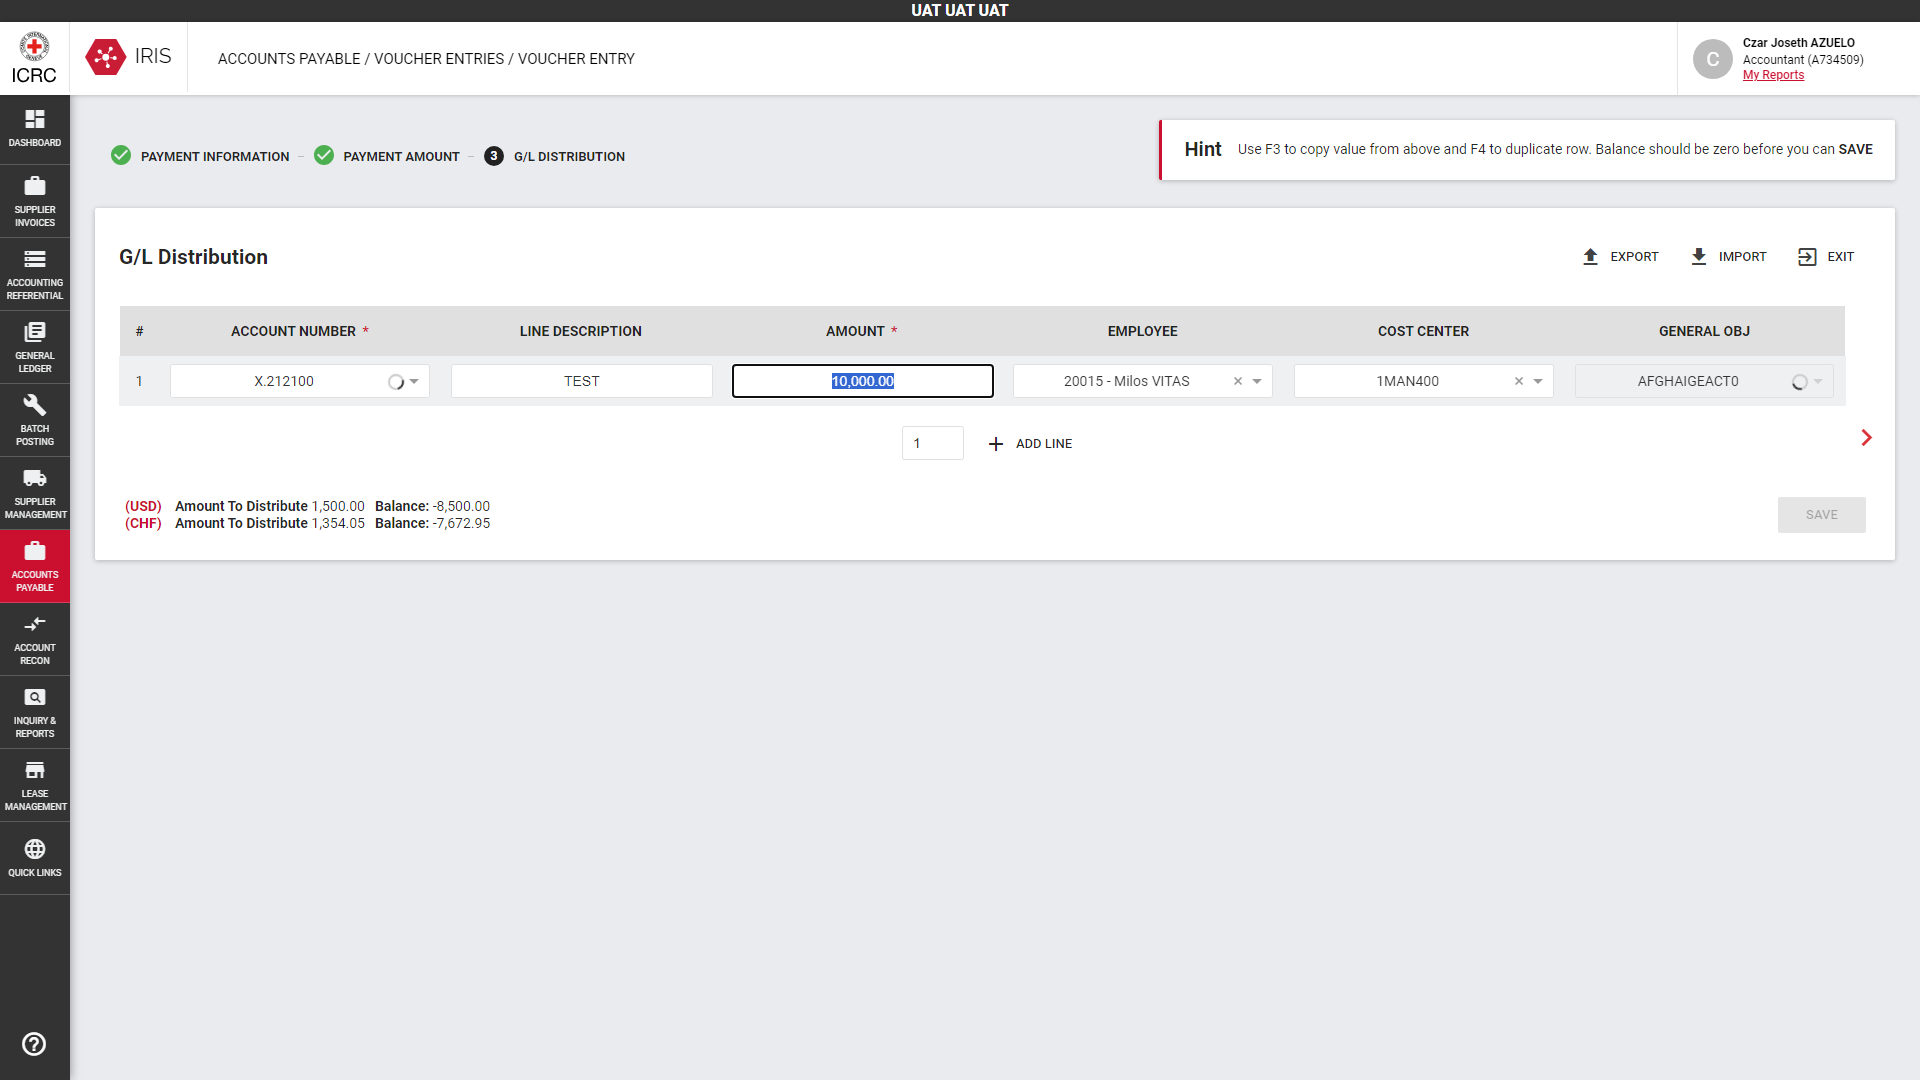 UAT UAT UAT
ICRC
IRIS
ACCOUNTS PAYABLE / VOUCHER ENTRIES / VOUCHER ENTRY
C
Czar Joseth AZUELO
Accountant (A734509)
My Reports
DASHBOARD
SUPPLIER
INVOICES
ACCOUNTING
REFERENTIAL
GENERAL
LEDGER
BATCH
POSTING
SUPPLIER
MANAGEMENT
ACCOUNTS
PAYABLE
ACCOUNT
RECON
INQUIRY &
REPORTS
LEASE
MANAGEMENT
QUICK LINKS
PAYMENT INFORMATION
PAYMENT AMOUNT
3 G/L DISTRIBUTION
Hint Use F3 to copy value from above and F4 to duplicate row. Balance should be zero before you can SAVE
G/L Distribution
EXPORT
IMPORT
EXIT
# ACCOUNT NUMBER * LINE DESCRIPTION AMOUNT * EMPLOYEE COST CENTER GENERAL OBJ
1 X.212100 TEST 10,000.00 20015 - Milos VITAS 1MAN400 AFGHAIGEACT0
1 ADD LINE
(USD) Amount To Distribute 1,500.00 Balance: -8,500.00
(CHF) Amount To Distribute 1,354.05 Balance: -7,672.95
SAVE